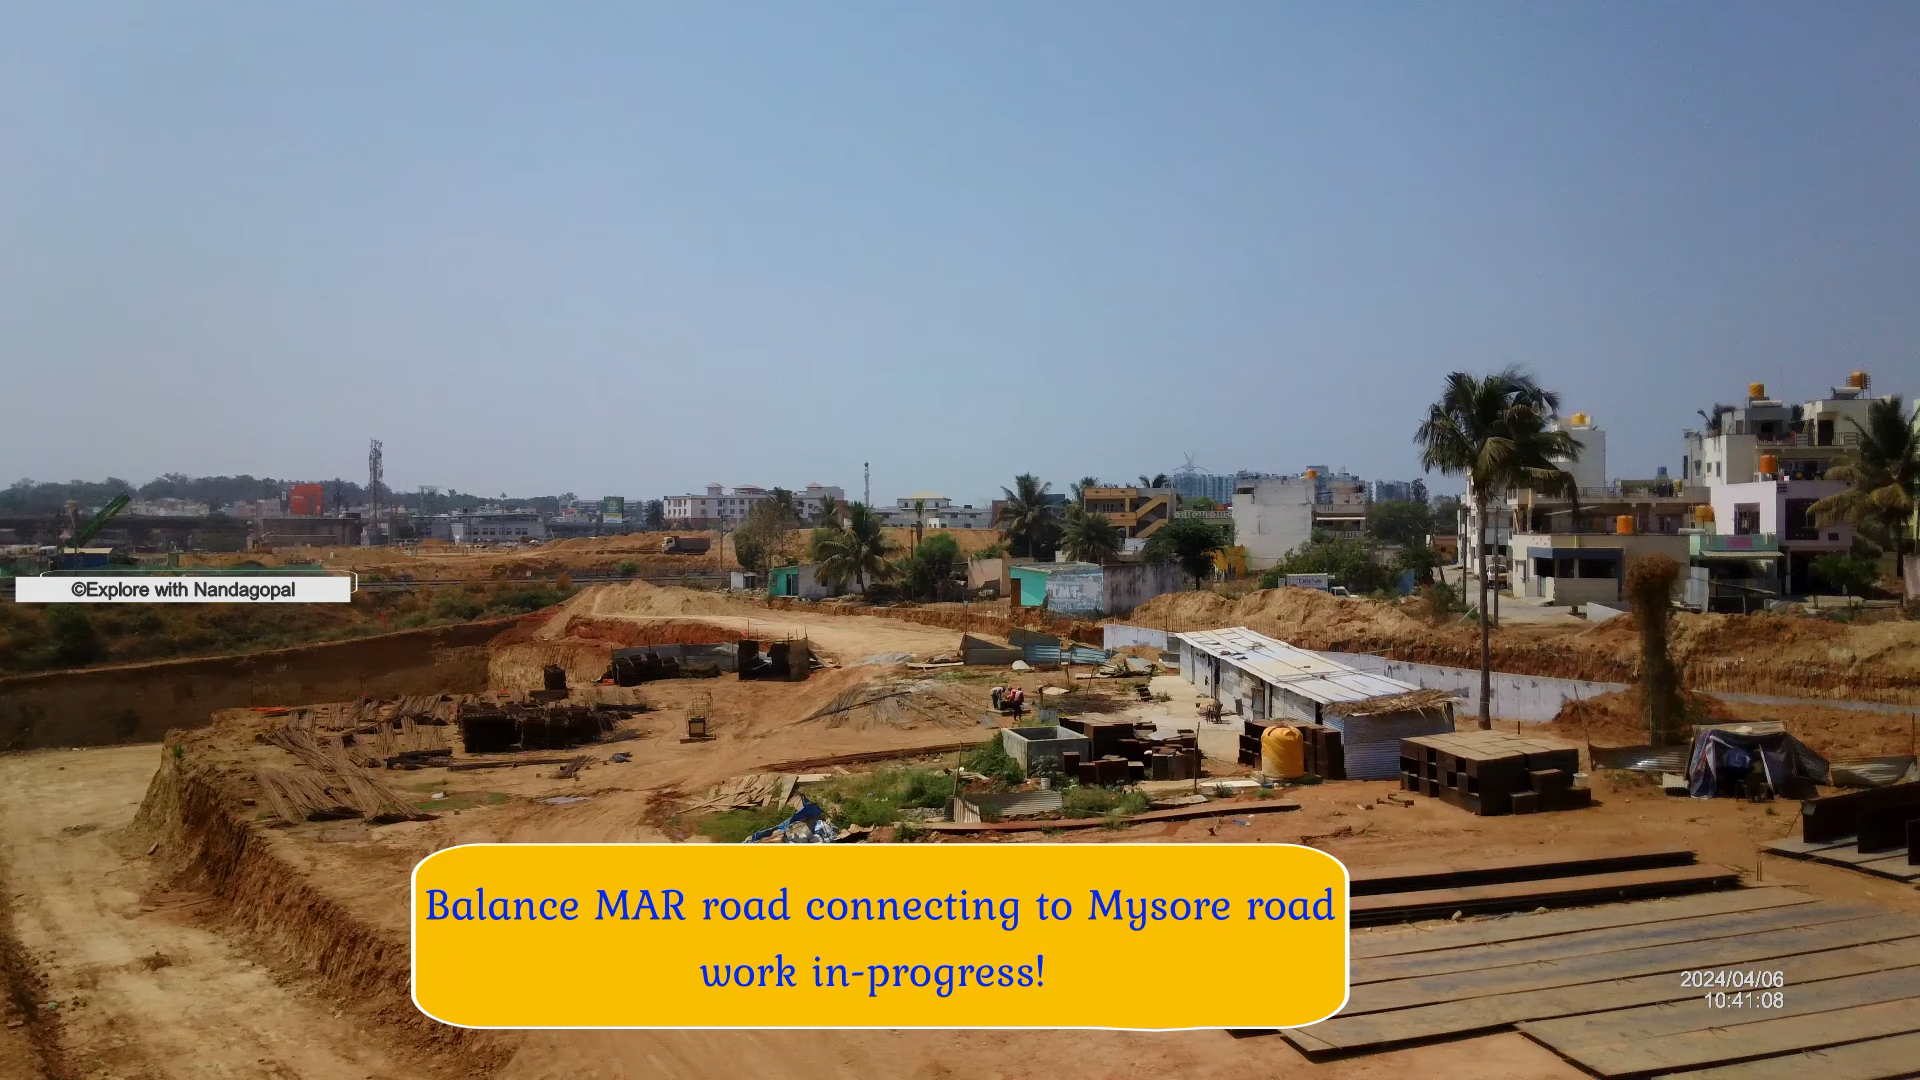 ©Explore with Nandagopal
Balance MAR road connecting to Mysore road
work in-progress!
2024/04/06
10:41:08